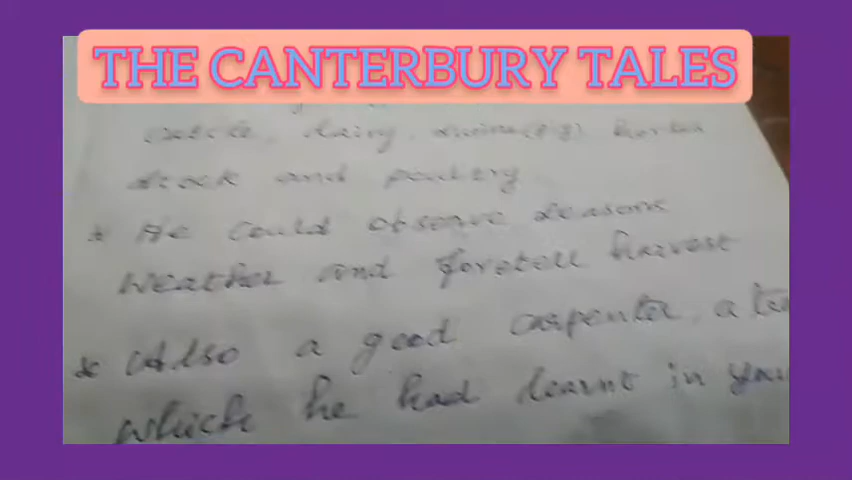 THE CANTERBURY TALES
cattle, dairy, swine(pig) horses
stock and poultry
* He could observe seasons
weather and foretell harvest
* Also a good carpenter, a
which he had learnt in